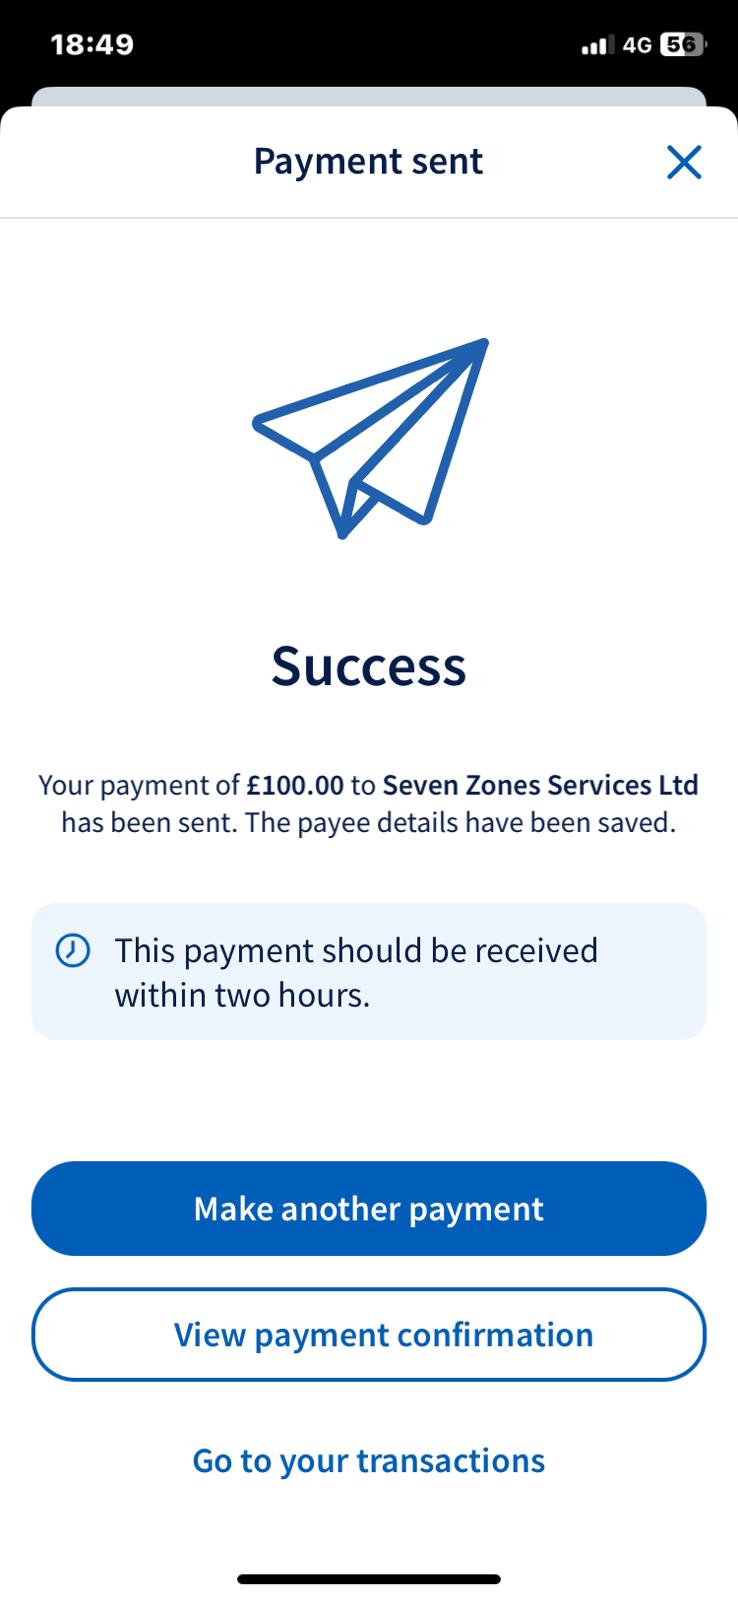 18:49
4G 56
Payment sent
Success
Your payment of £100.00 to Seven Zones Services Ltd
has been sent. The payee details have been saved.
This payment should be received
within two hours.
Make another payment
View payment confirmation
Go to your transactions